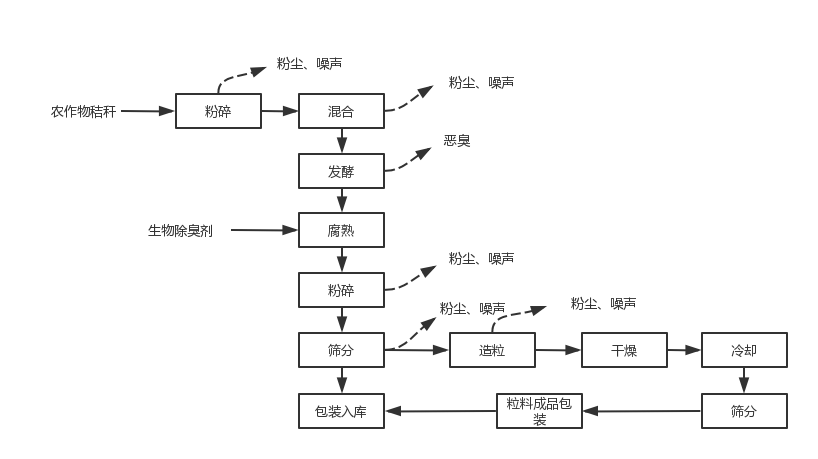 粉尘、噪声
粉尘、噪声
农作物秸秆
粉碎
混合
恶臭
发酵
生物除臭剂
腐熟
粉尘、噪声
粉碎
粉尘、噪声
粉尘、噪声
筛分
造粒
干燥
冷却
包装入库
粒料成品包
装
筛分